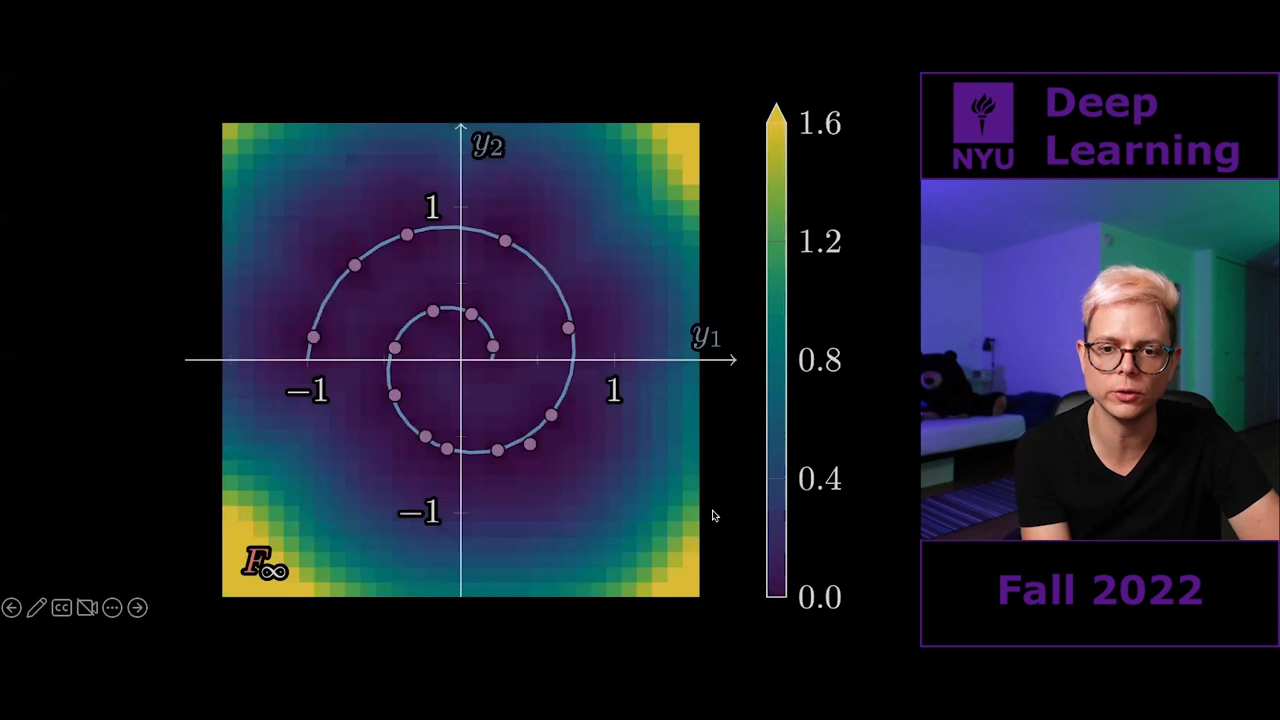 y₂
1
y₁
−1
1
−1
F∞
1.6
1.2
0.8
0.4
0.0
CC
NYU
Deep
Learning
Fall 2022